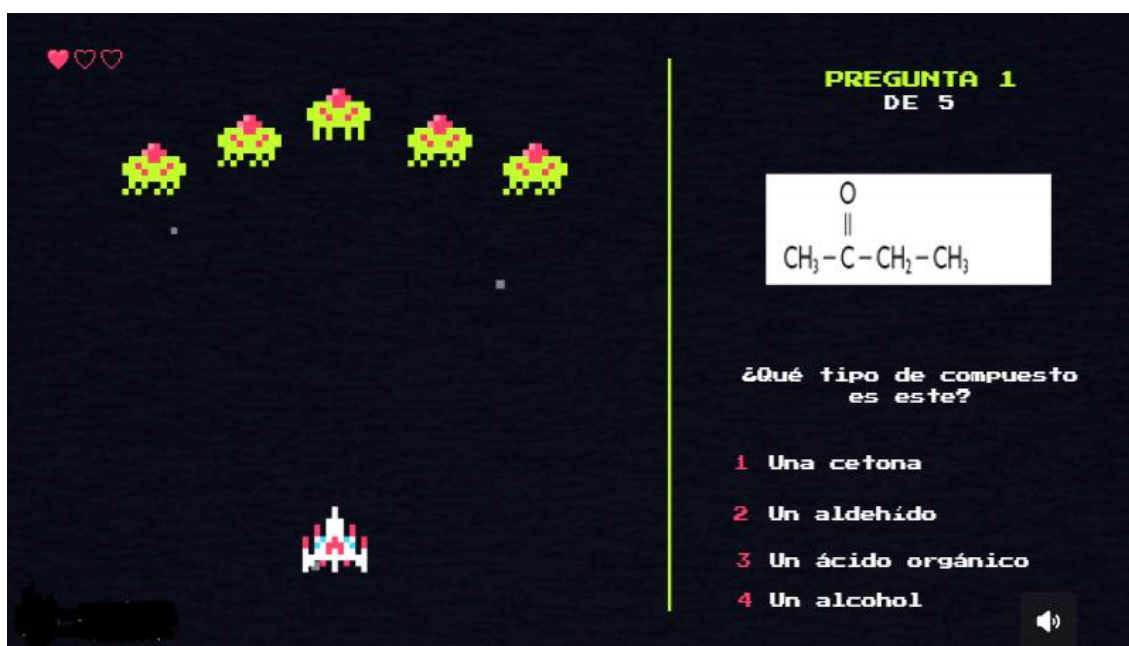 PREGUNTA 1
DE 5
O
||
CH₃-C-CH₂-CH₃
¿Qué tipo de compuesto
es este?
1 Una cetona
2 Un aldehído
3 Un ácido orgánico
4 Un alcohol